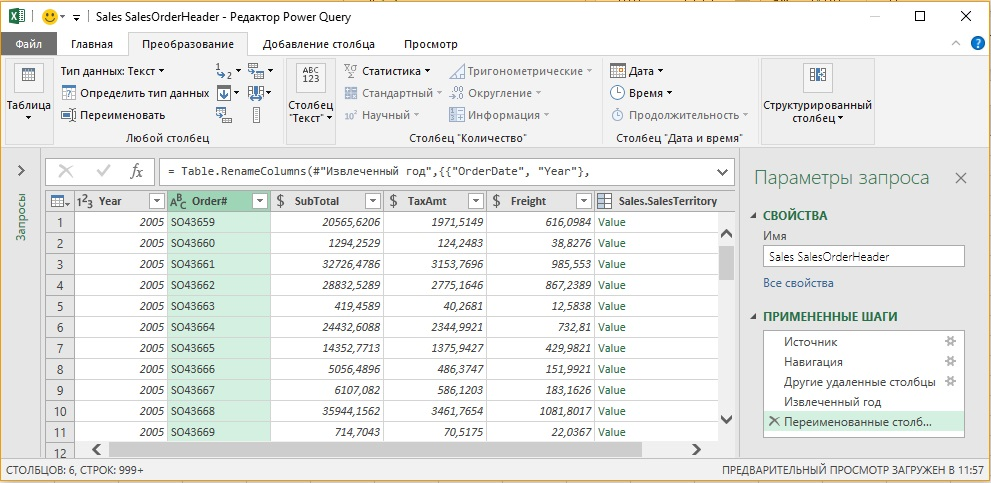 Sales SalesOrderHeader - Редактор Power Query
Файл Главная Преобразование Добавление столбца Просмотр
Таблица
Тип данных: Текст
Определить тип данных
Переименовать
Любой столбец
ABC
123
Столбец "Текст"
Статистика
Стандартный
Научный
Тригонометрические
Округление
Информация
Столбец "Количество"
Дата
Время
Продолжительность
Столбец "Дата и время"
Структурированный столбец
Запросы
= Table.RenameColumns(#"Извлеченный год",{{"OrderDate", "Year"},
Year Order# SubTotal TaxAmt Freight Sales.SalesTerritory
1 2005 SO43659 20565,6206 1971,5149 616,0984 Value
2 2005 SO43660 1294,2529 124,2483 38,8276 Value
3 2005 SO43661 32726,4786 3153,7696 985,553 Value
4 2005 SO43662 28832,5289 2775,1646 867,2389 Value
5 2005 SO43663 419,4589 40,2681 12,5838 Value
6 2005 SO43664 24432,6088 2344,9921 732,81 Value
7 2005 SO43665 14352,7713 1375,9427 429,9821 Value
8 2005 SO43666 5056,4896 486,3747 151,9921 Value
9 2005 SO43667 6107,082 586,1203 183,1626 Value
10 2005 SO43668 35944,1562 3461,7654 1081,8017 Value
11 2005 SO43669 714,7043 70,5175 22,0367 Value
12
Параметры запроса
СВОЙСТВА
Имя
Sales SalesOrderHeader
Все свойства
ПРИМЕНЕННЫЕ ШАГИ
Источник
Навигация
Другие удаленные столбцы
Извлеченный год
Переименованные столб...
СТОЛБЦОВ: 6, СТРОК: 999+
ПРЕДВАРИТЕЛЬНЫЙ ПРОСМОТР ЗАГРУЖЕН В 11:57